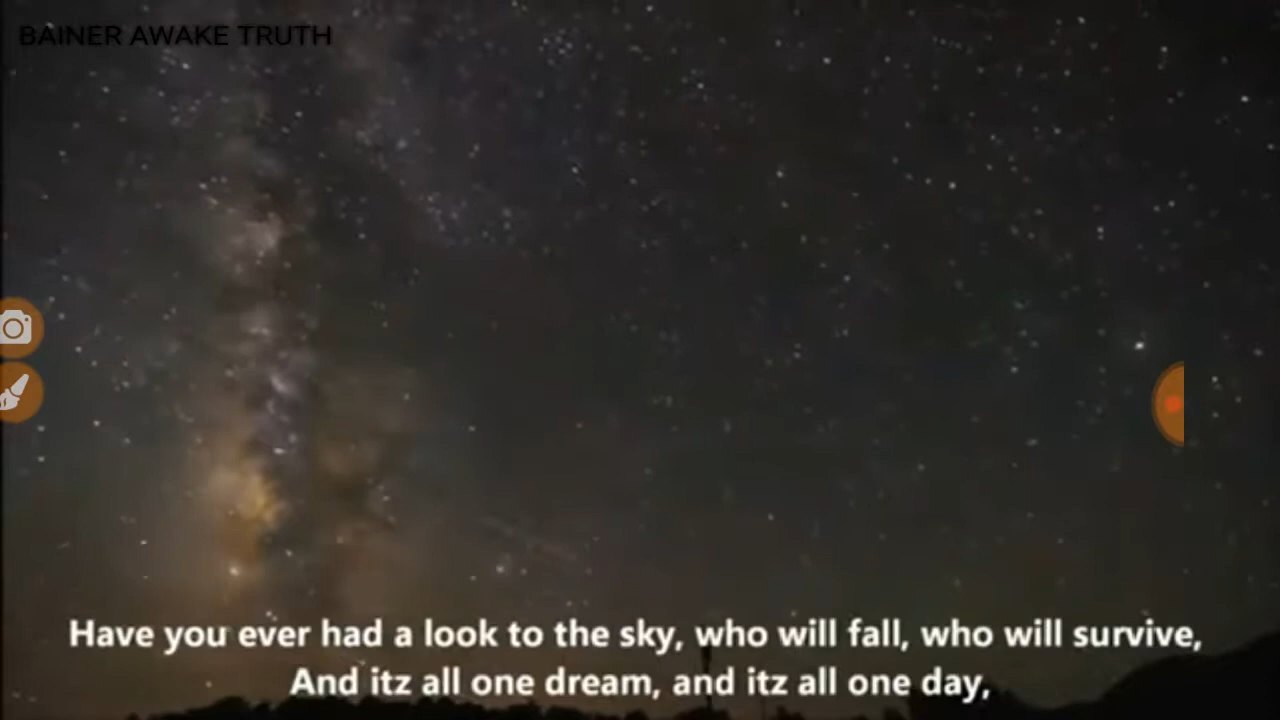 BAINER AWAKE TRUTH
Have you ever had a look to the sky, who will fall, who will survive,
And itz all one dream, and itz all one day,